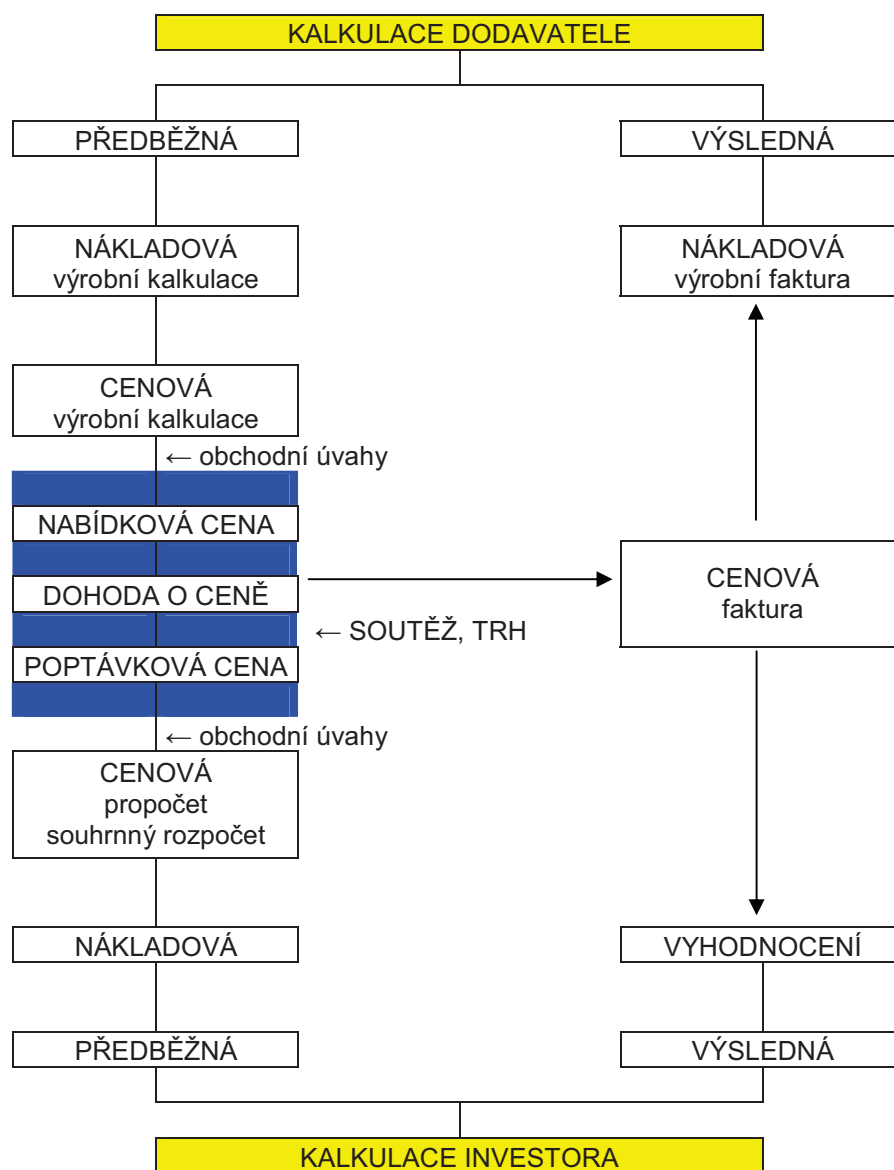 KALKULACE DODAVATELE
PŘEDBĚŽNÁ
VÝSLEDNÁ
NÁKLADOVÁ
výrobní kalkulace
NÁKLADOVÁ
výrobní faktura
CENOVÁ
výrobní kalkulace
← obchodní úvahy
NABÍDKOVÁ CENA
DOHODA O CENĚ
CENOVÁ
faktura
← SOUTĚŽ, TRH
POPTÁVKOVÁ CENA
← obchodní úvahy
CENOVÁ
propočet
souhrnný rozpočet
NÁKLADOVÁ
VYHODNOCENÍ
PŘEDBĚŽNÁ
VÝSLEDNÁ
KALKULACE INVESTORA